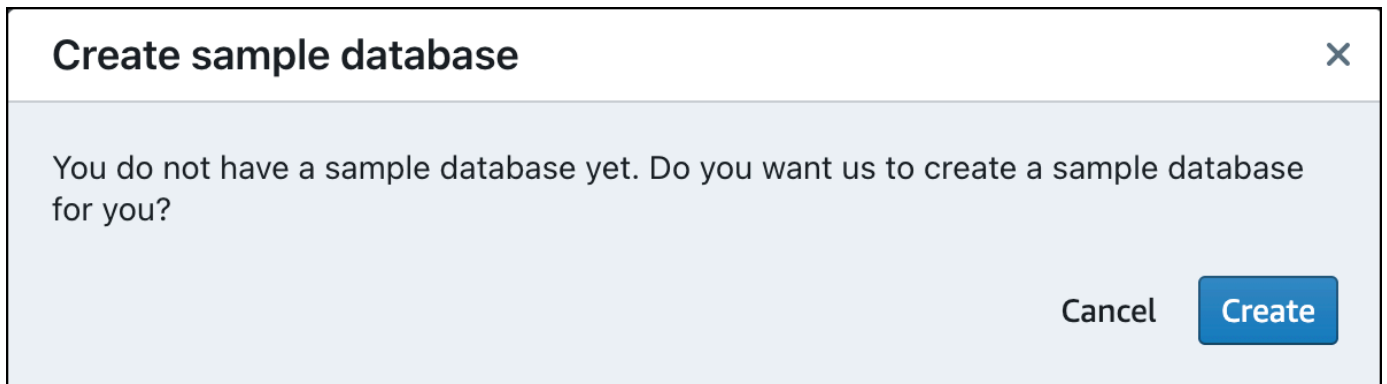 Create sample database
You do not have a sample database yet. Do you want us to create a sample database
for you?
Cancel
Create